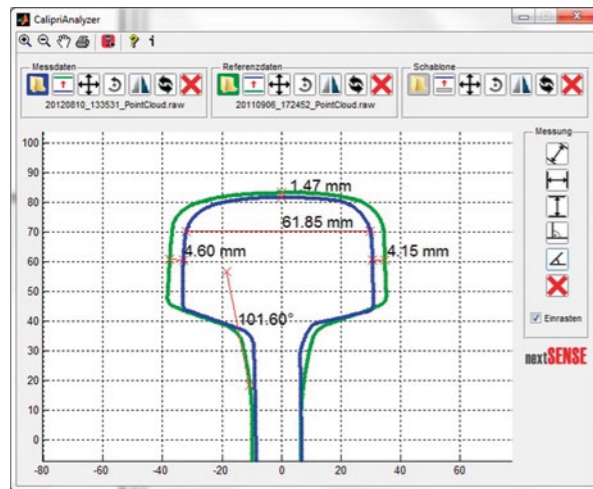 CalipriAnalyzer
Messdaten
Referenzdaten
Schablone
20120810_133531_PointCloud.raw
20110906_172452_PointCloud.raw
Messung
100
90
80
70
60
50
40
30
20
10
0
-80
-60
-40
-20
0
20
40
60
1.47 mm
61.85 mm
4.60 mm
4.15 mm
101.60°
Einrasten
nextSENSE